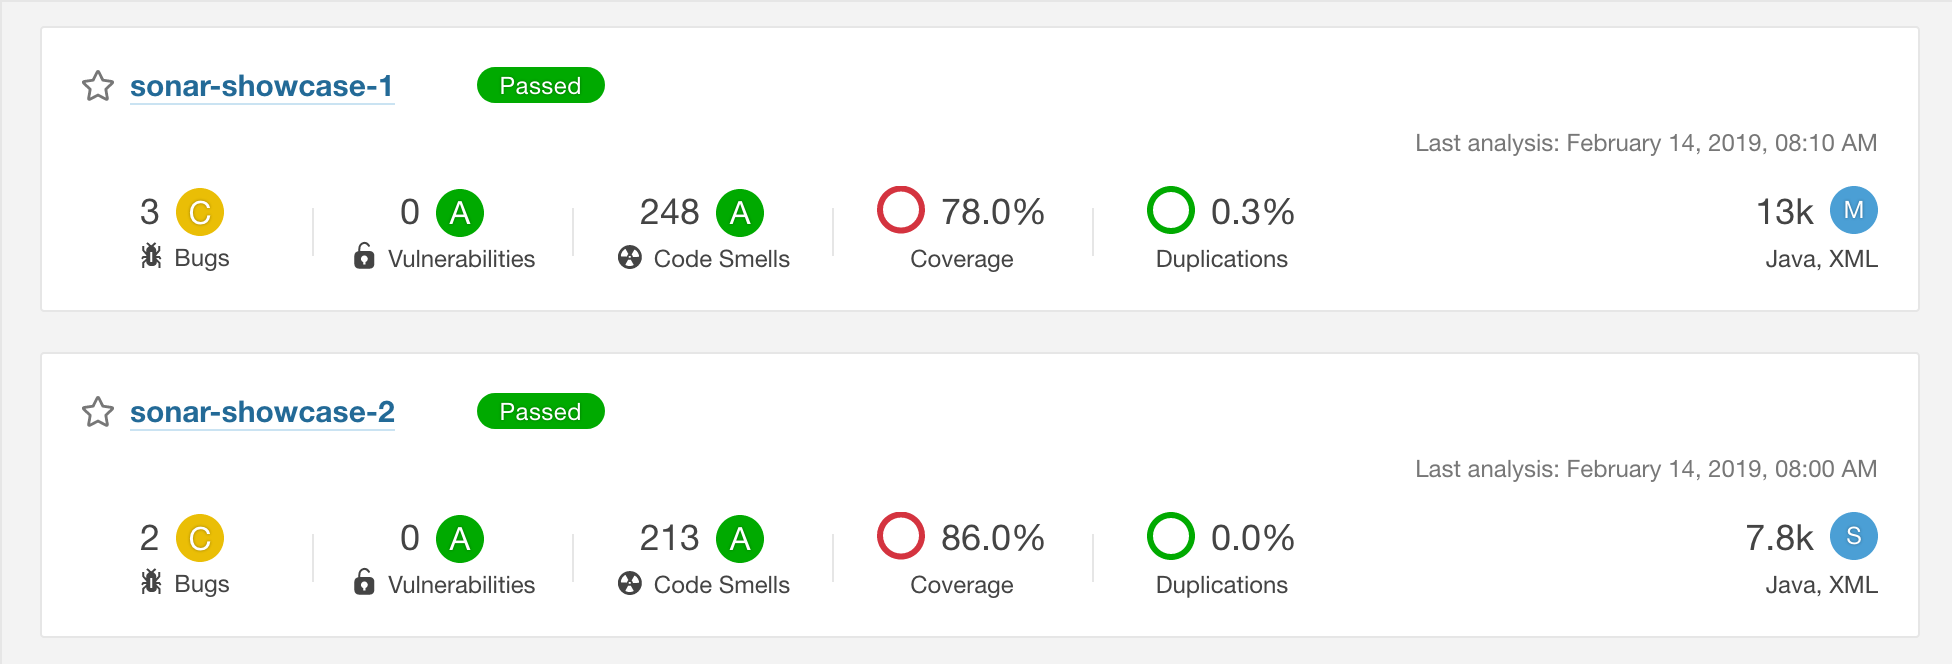 sonar-showcase-1 Passed
Last analysis: February 14, 2019, 08:10 AM
3 C 0 A 248 A 78.0% 0.3% 13k M
Bugs Vulnerabilities Code Smells Coverage Duplications Java, XML
sonar-showcase-2 Passed
Last analysis: February 14, 2019, 08:00 AM
2 C 0 A 213 A 86.0% 0.0% 7.8k S
Bugs Vulnerabilities Code Smells Coverage Duplications Java, XML